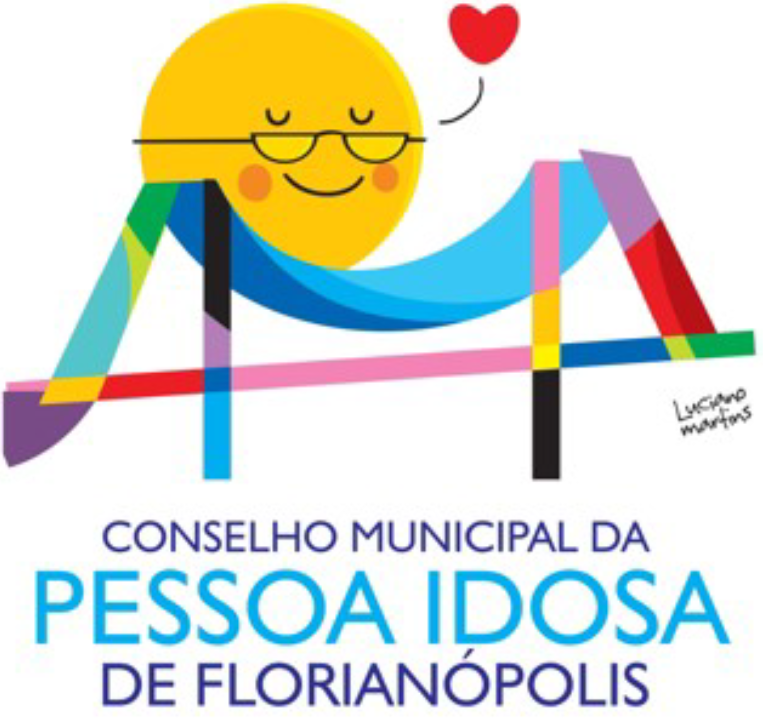 Luciano
martins
CONSELHO MUNICIPAL DA
PESSOA IDOSA
DE FLORIANÓPOLIS